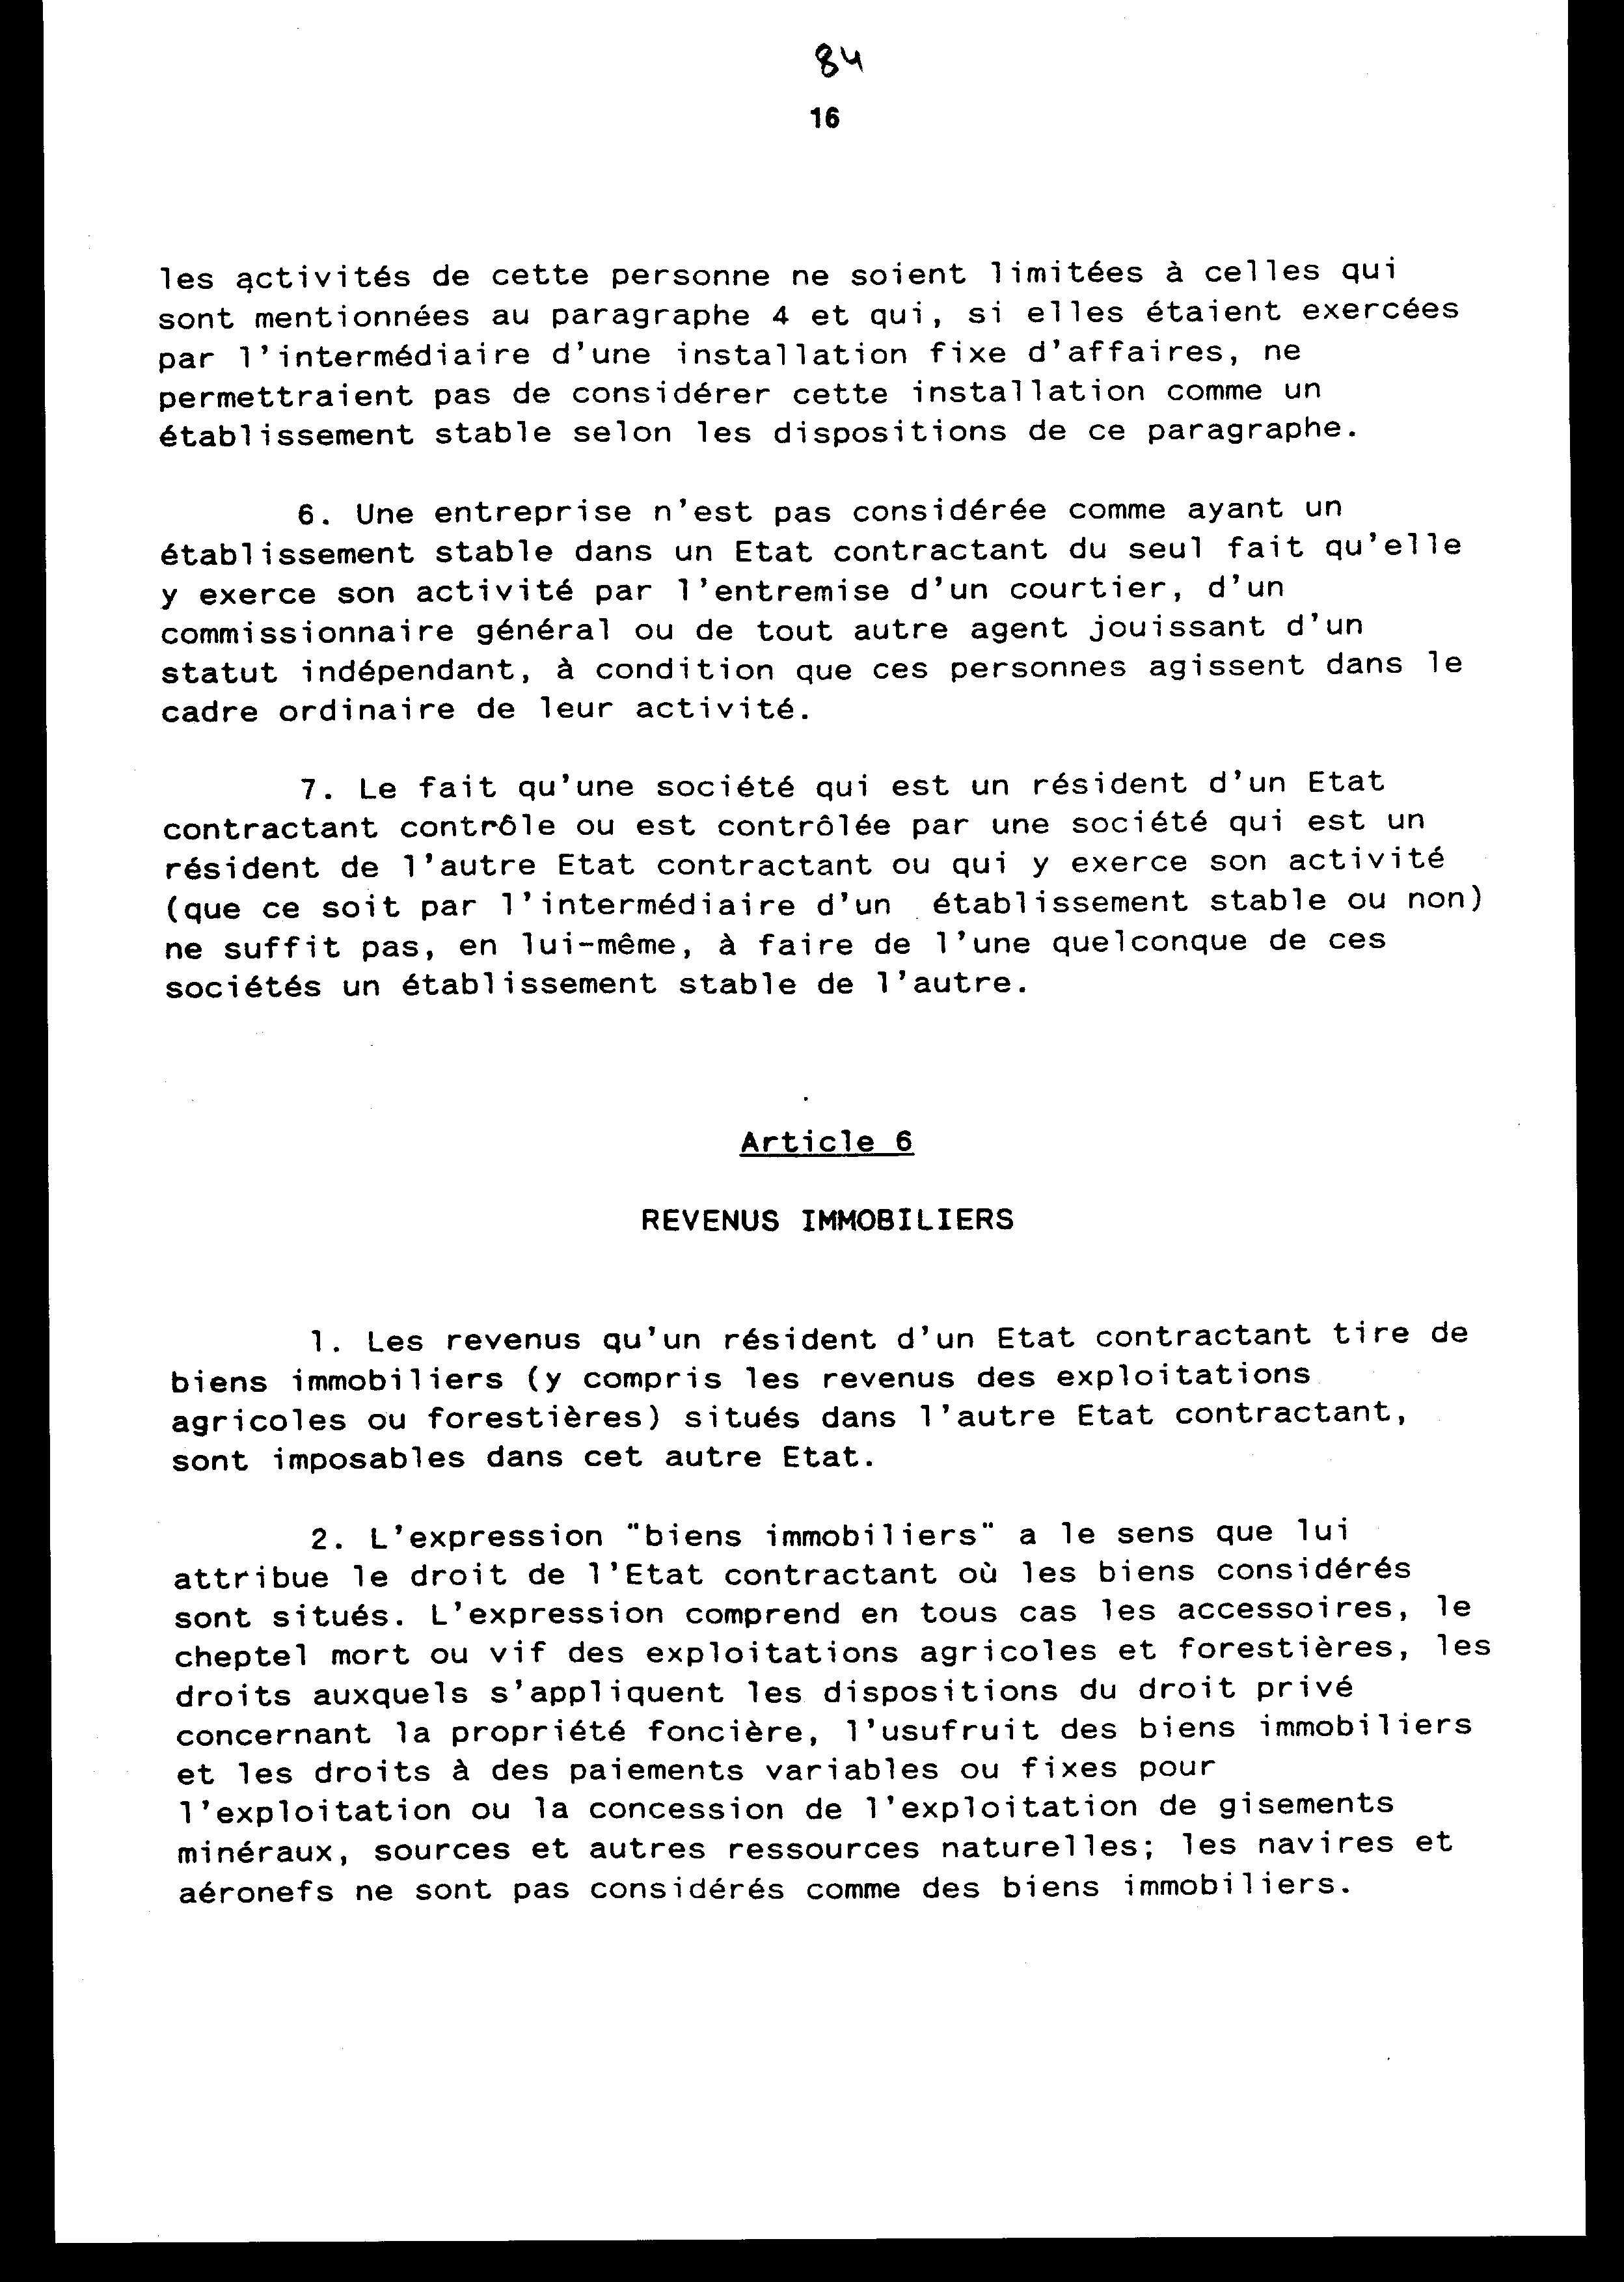 84
16
les activités de cette personne ne soient limitées à celles qui
sont mentionnées au paragraphe 4 et qui, si elles étaient exercées
par l'intermédiaire d'une installation fixe d'affaires, ne
permettraient pas de considérer cette installation comme un
établissement stable selon les dispositions de ce paragraphe.
6. Une entreprise n'est pas considérée comme ayant un
établissement stable dans un Etat contractant du seul fait qu'elle
y exerce son activité par l'entremise d'un courtier, d'un
commissionnaire général ou de tout autre agent jouissant d'un
statut indépendant, à condition que ces personnes agissent dans le
cadre ordinaire de leur activité.
7. Le fait qu'une société qui est un résident d'un Etat
contractant contrôle ou est contrôlée par une société qui est un
résident de l'autre Etat contractant ou qui y exerce son activité
(que ce soit par l'intermédiaire d'un établissement stable ou non)
ne suffit pas, en lui-même, à faire de l'une quelconque de ces
sociétés un établissement stable de l'autre.
Article 6
REVENUS IMMOBILIERS
1. Les revenus qu'un résident d'un Etat contractant tire de
biens immobiliers (y compris les revenus des exploitations
agricoles ou forestières) situés dans l'autre Etat contractant,
sont imposables dans cet autre Etat.
2. L'expression "biens immobiliers" a le sens que lui
attribue le droit de l'Etat contractant où les biens considérés
sont situés. L'expression comprend en tous cas les accessoires, le
cheptel mort ou vif des exploitations agricoles et forestières, les
droits auxquels s'appliquent les dispositions du droit privé
concernant la propriété foncière, l'usufruit des biens immobiliers
et les droits à des paiements variables ou fixes pour
l'exploitation ou la concession de l'exploitation de gisements
minéraux, sources et autres ressources naturelles; les navires et
aéronefs ne sont pas considérés comme des biens immobiliers.